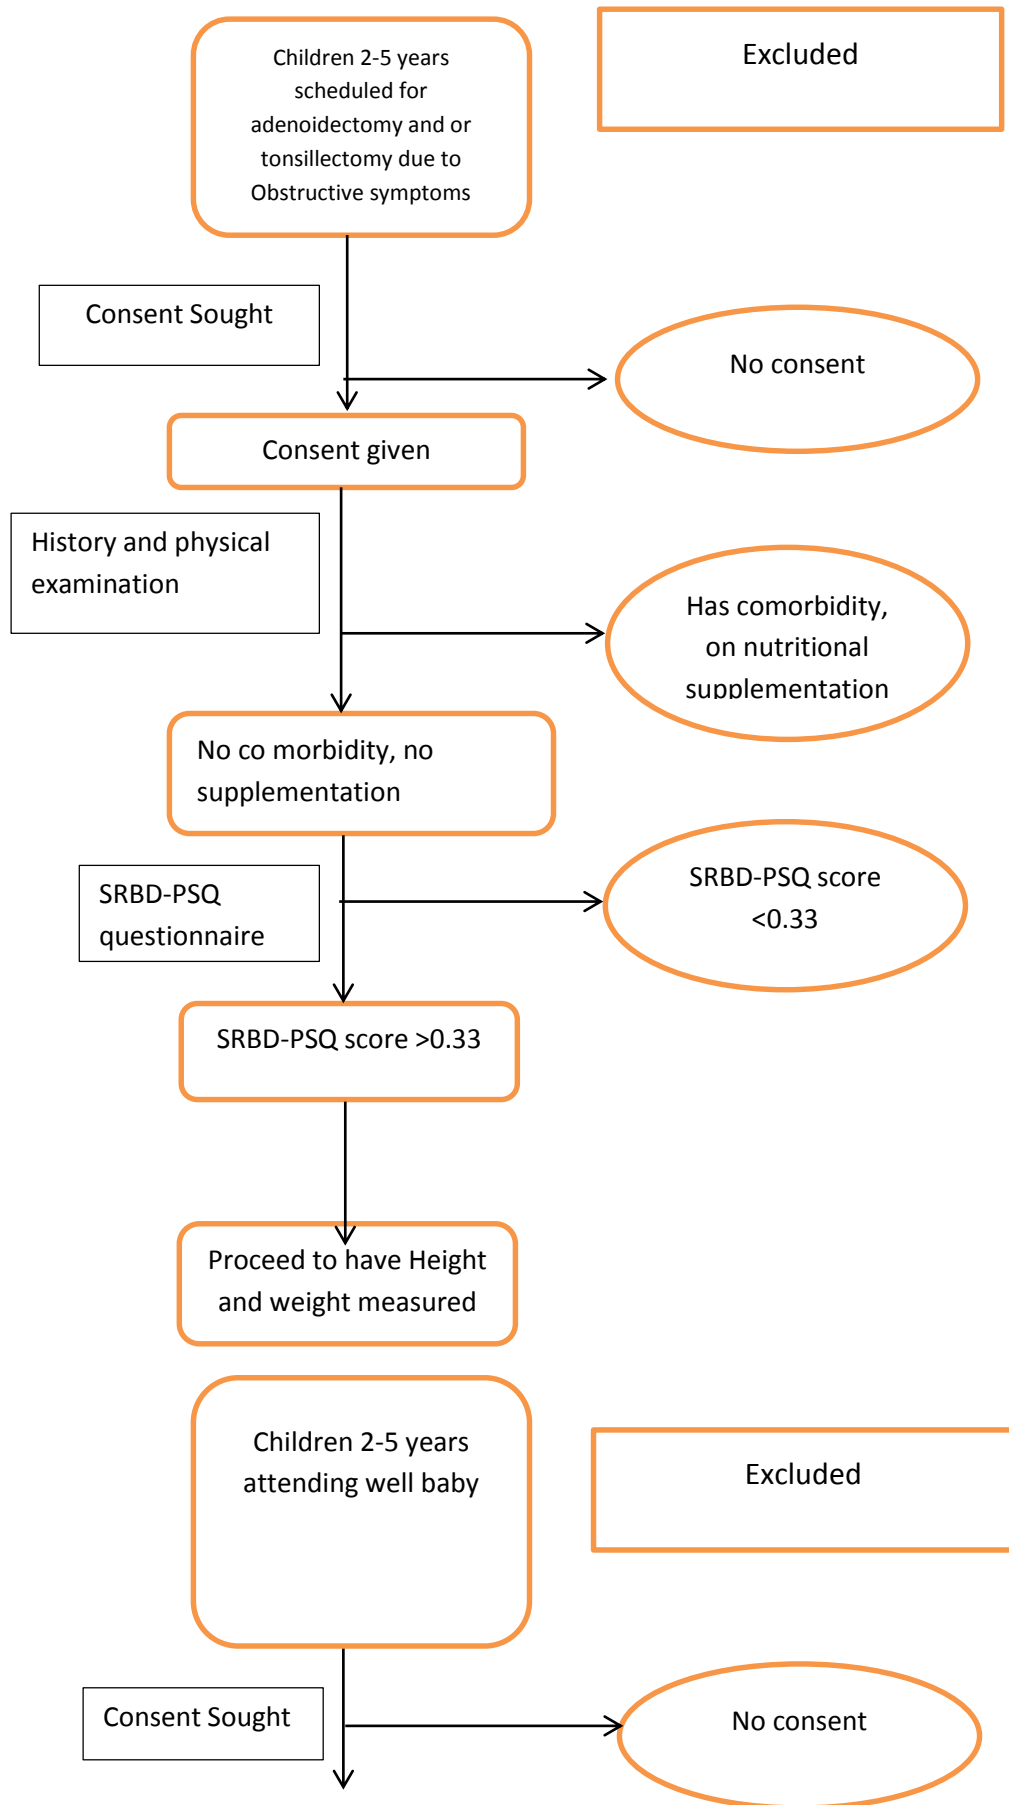 Children 2-5 years
scheduled for
adenoidectomy and or
tonsillectomy due to
Obstructive symptoms
Excluded
Consent Sought
No consent
Consent given
History and physical
examination
Has comorbidity,
on nutritional
supplementation
No co morbidity, no
supplementation
SRBD-PSQ
questionnaire
SRBD-PSQ score
<0.33
SRBD-PSQ score >0.33
Proceed to have Height
and weight measured
Children 2-5 years
attending well baby
Excluded
Consent Sought
No consent